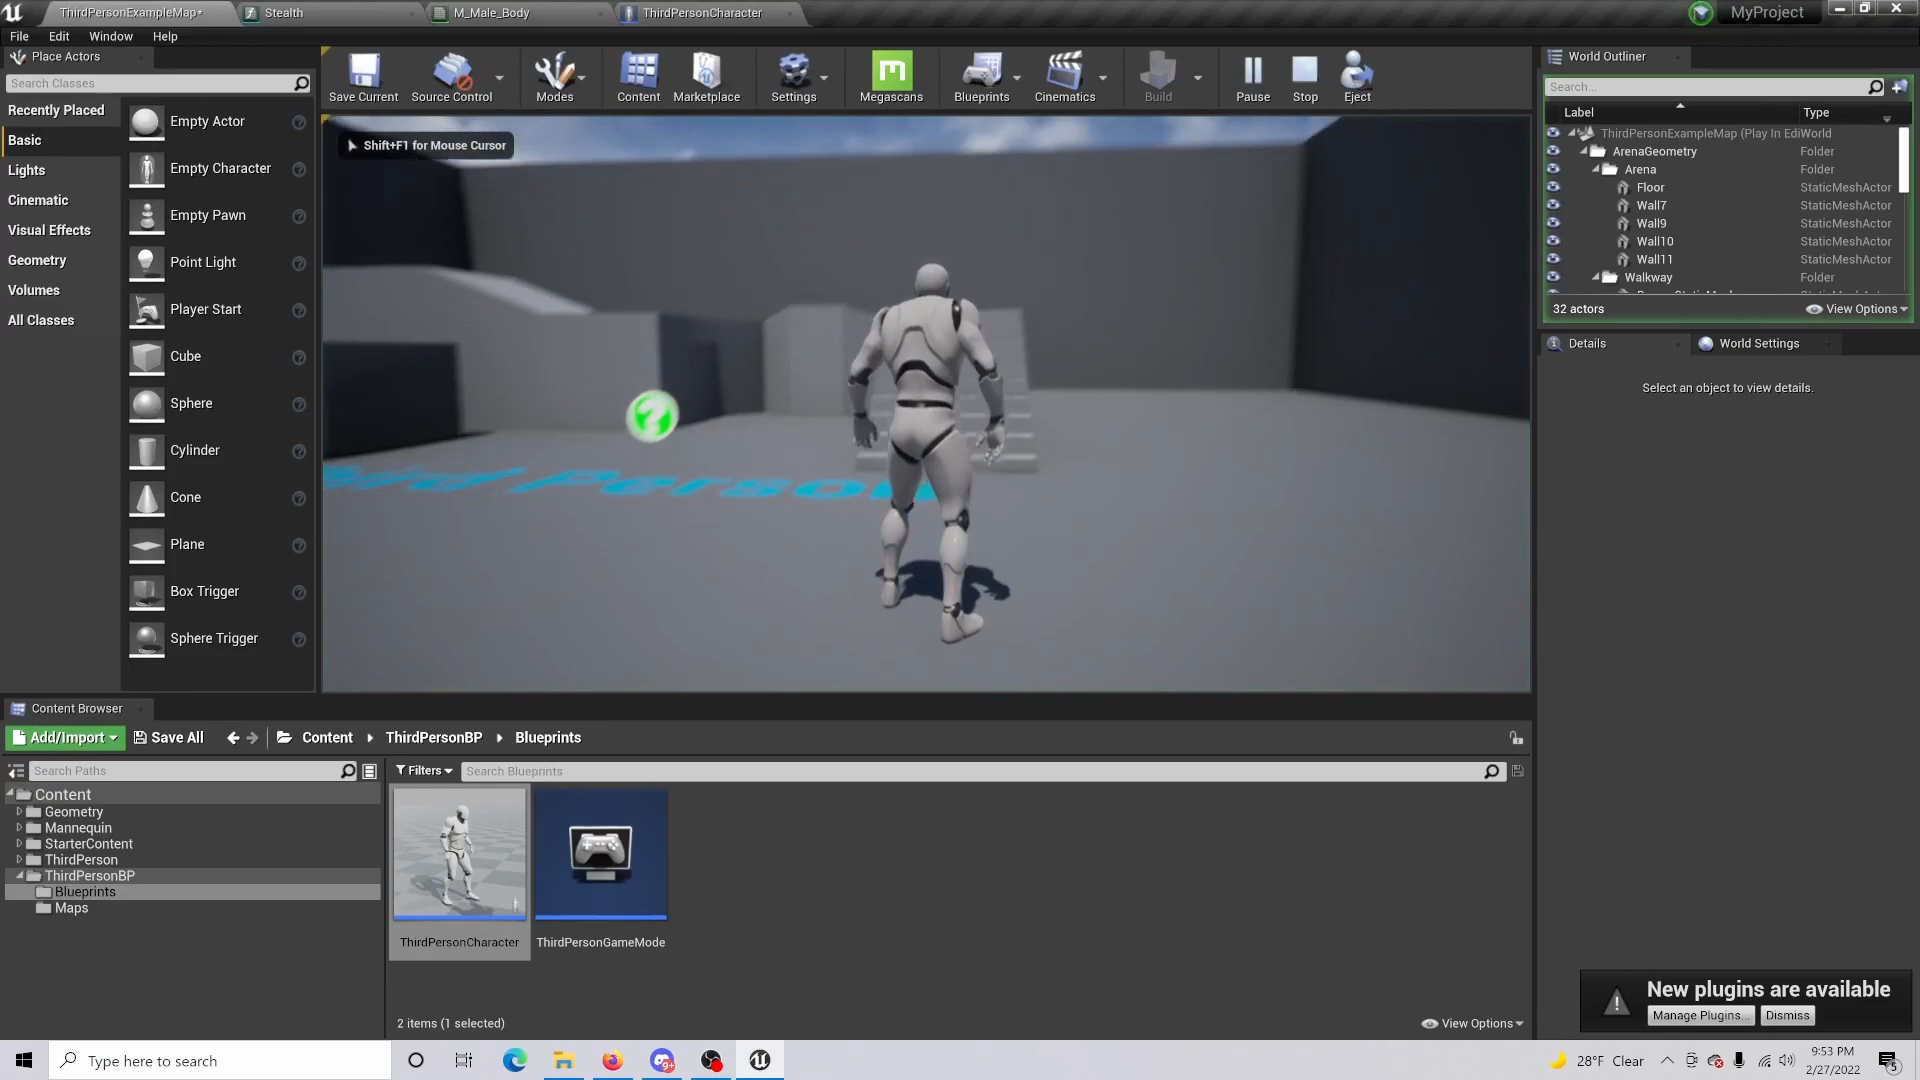 ThirdPersonExampleMap*
Stealth
M_Male_Body
ThirdPersonCharacter
MyProject
File
Edit
Window
Help
Place Actors
Search Classes
Recently Placed
Basic
Lights
Cinematic
Visual Effects
Geometry
Volumes
All Classes
Empty Actor
Empty Character
Empty Pawn
Point Light
Player Start
Cube
Sphere
Cylinder
Cone
Plane
Box Trigger
Sphere Trigger
Save Current
Source Control
Modes
Content
Marketplace
Settings
Megascans
Blueprints
Cinematics
Build
Pause
Stop
Eject
Shift+F1 for Mouse Cursor
Person
World Outliner
Search...
Label
Type
ThirdPersonExampleMap (Play In Edi
World
ArenaGeometry
Folder
Arena
Folder
Floor
StaticMeshActor
Wall7
StaticMeshActor
Wall9
StaticMeshActor
Wall10
StaticMeshActor
Wall11
StaticMeshActor
Walkway
Folder
32 actors
View Options
Details
World Settings
Select an object to view details.
Content Browser
Add/Import
Save All
Content
ThirdPersonBP
Blueprints
Search Paths
Filters
Search Blueprints
Content
Geometry
Mannequin
StarterContent
ThirdPerson
ThirdPersonBP
Blueprints
Maps
ThirdPersonCharacter
ThirdPersonGameMode
2 items (1 selected)
View Options
New plugins are available
Manage Plugins...
Dismiss
Type here to search
9+
28°F Clear
9:53 PM
2/27/2022
5